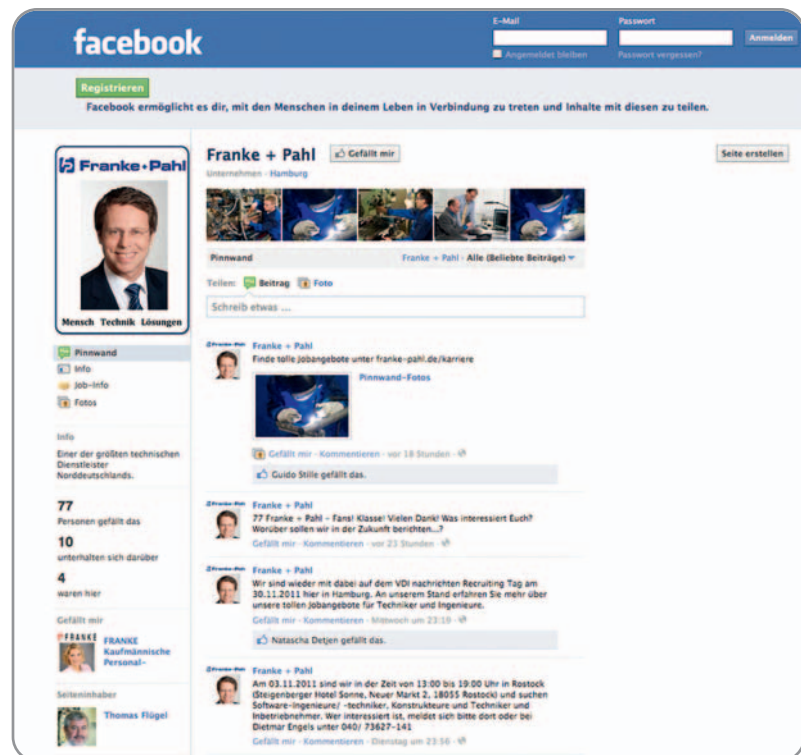 facebook
E-Mail
Passwort
Anmelden
Angemeldet bleiben
Passwort vergessen?
Registrieren
Facebook ermöglicht es dir, mit den Menschen in deinem Leben in Verbindung zu treten und Inhalte mit diesen zu teilen.
Franke+Pahl
Mensch Technik Lösungen
Pinnwand
Info
Job-Info
Fotos
Info
Einer der größten technischen
Dienstleister
Norddeutschlands.
77
Personen gefällt das
10
unterhalten sich darüber
4
waren hier
Gefällt mir
FRANKE
FRANKE
Kaufmännische
Personal-
Seiteninhaber
Thomas Flügel
Franke + Pahl
Gefällt mir
Seite erstellen
Unternehmen · Hamburg
Pinnwand
Franke + Pahl · Alle (Beliebte Beiträge)
Teilen: Beitrag Foto
Schreib etwas ...
Franke + Pahl
Finde tolle Jobangebote unter franke-pahl.de/karriere
Pinnwand-Fotos
Gefällt mir · Kommentieren · vor 18 Stunden
Guido Stille gefällt das.
Franke + Pahl
77 Franke + Pahl - Fans! Klasse! Vielen Dank! Was interessiert Euch?
Worüber sollen wir in der Zukunft berichten...?
Gefällt mir · Kommentieren · vor 23 Stunden
Franke + Pahl
Wir sind wieder mit dabei auf dem VDI nachrichten Recruiting Tag am
30.11.2011 hier in Hamburg. An unserem Stand erfahren Sie mehr über
unsere tollen Jobangebote für Techniker und Ingenieure.
Gefällt mir · Kommentieren · Mittwoch um 23:19
Natascha Detjen gefällt das.
Franke + Pahl
Am 03.11.2011 sind wir in der Zeit von 13:00 bis 19:00 Uhr in Rostock
(Steigenberger Hotel Sonne, Neuer Markt 2, 18055 Rostock) und suchen
Software-Ingenieure/ -techniker, Konstrukteure und Techniker und
Inbetriebnehmer. Wer interessiert ist, meldet sich bitte dort oder bei
Dietmar Engels unter 040/ 73627-141
Gefällt mir · Kommentieren · Dienstag um 23:56